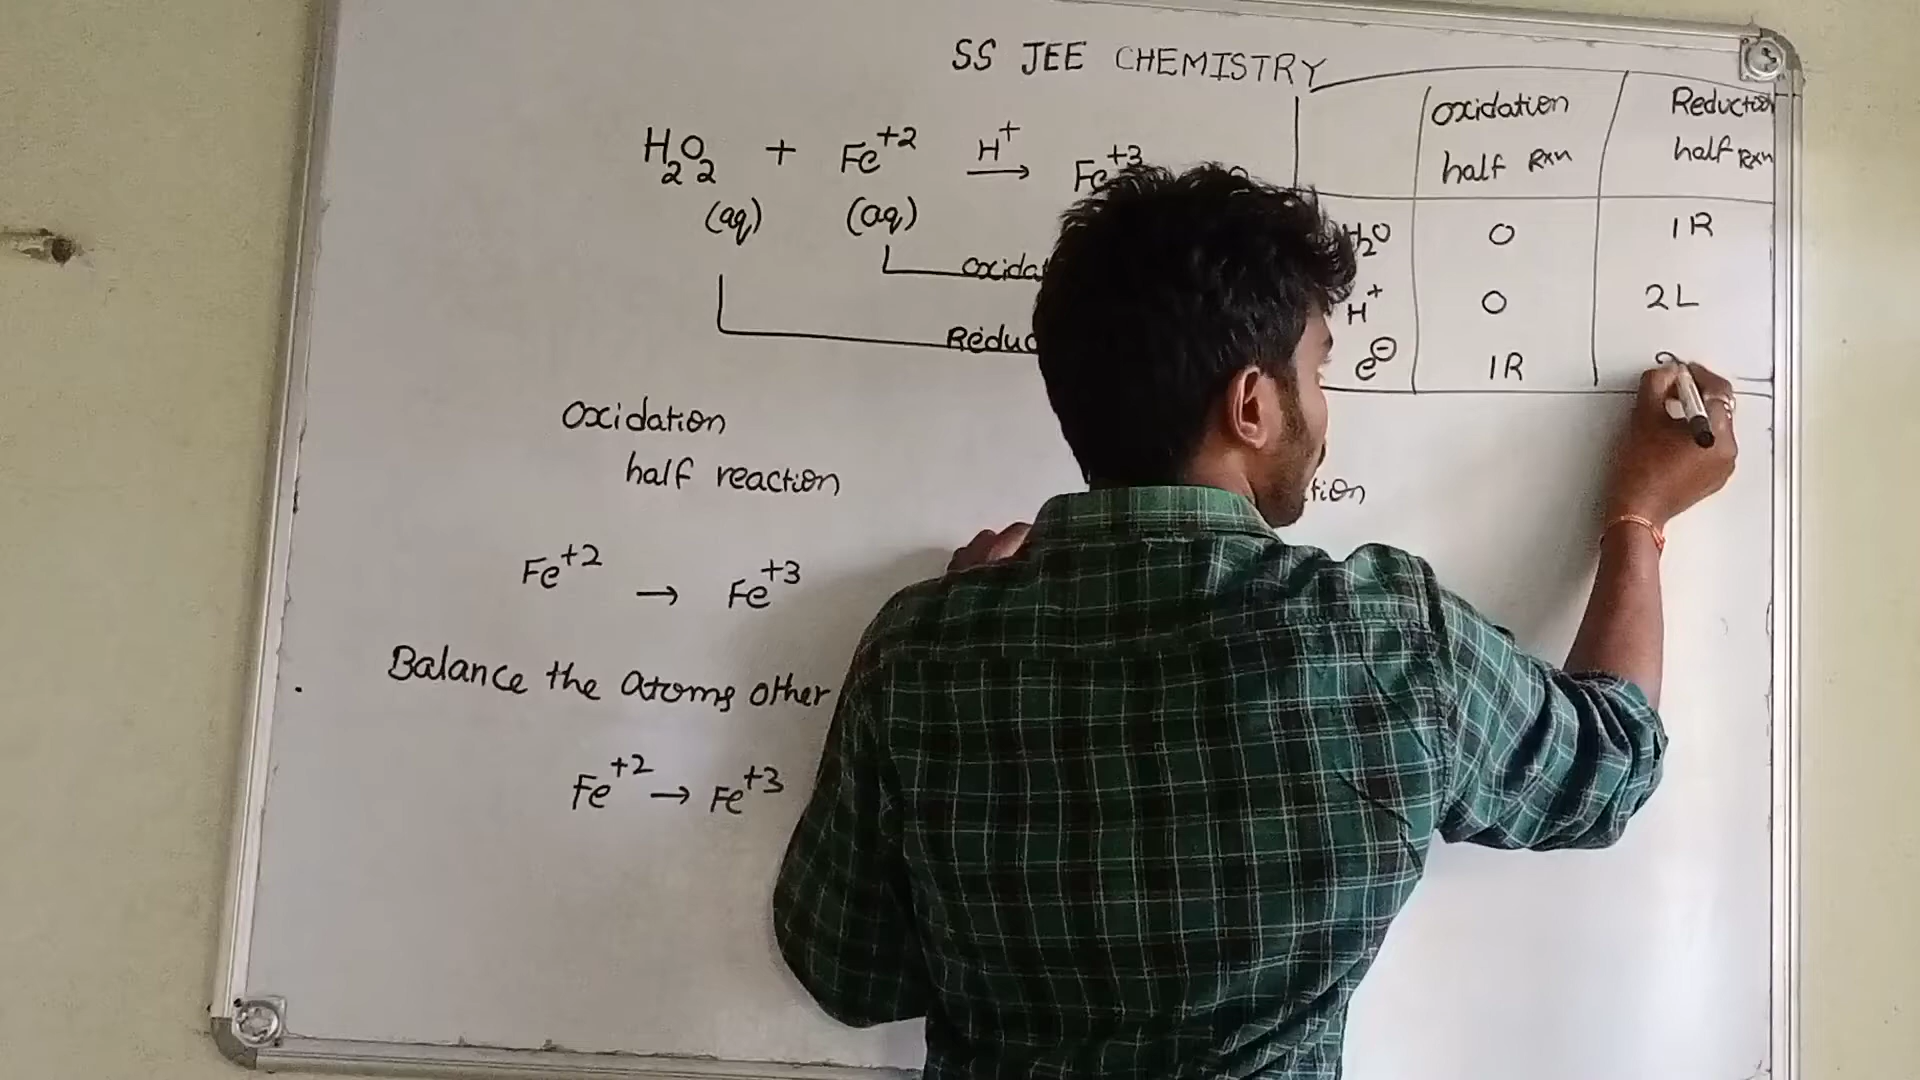 SS JEE CHEMISTRY
H2O2 + Fe+2 H+ → Fe+3
(aq) (aq)
Oxidation half Rxn
Reduction half Rxn
H2O 0 1R
H+ 0 2L
e⊖ 1R
Oxidation
half reaction
Fe+2 → Fe+3
Balance the atoms other
Fe+2 → Fe+3